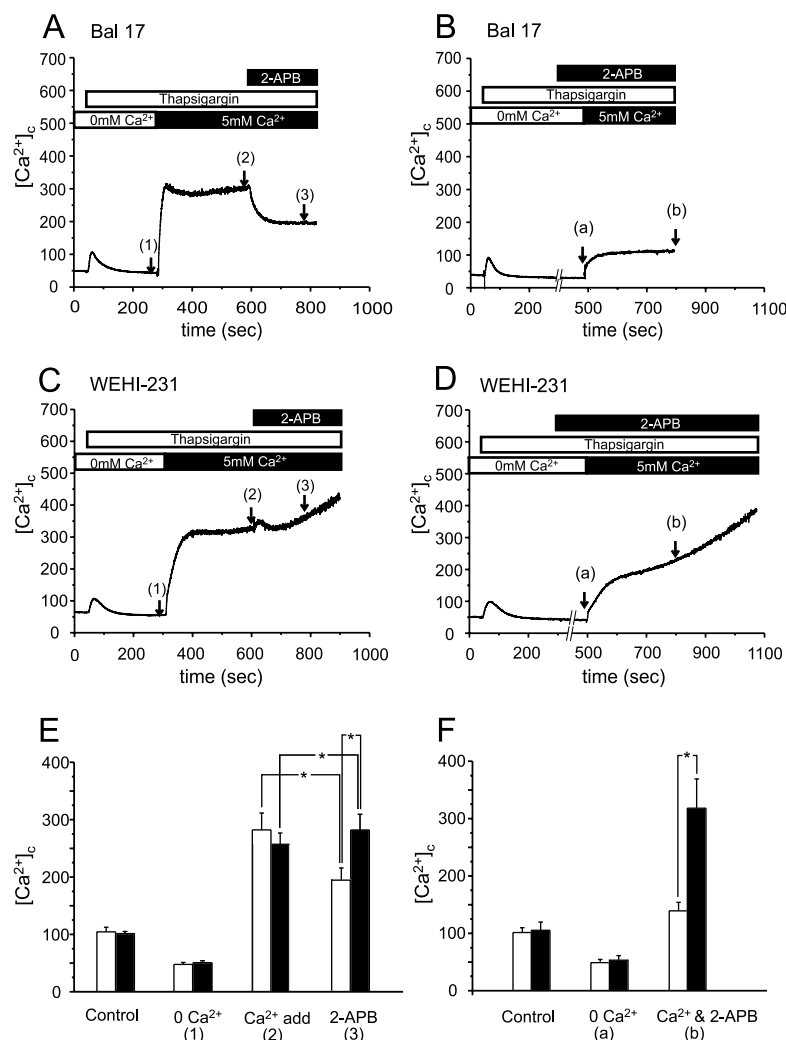 A Bal 17
700
600
500
400
300
200
100
0
[Ca²⁺]c
2-APB
Thapsigargin
0mM Ca²⁺ 5mM Ca²⁺
(1)
(2)
(3)
0 200 400 600 800 1000
time (sec)
B Bal 17
700
600
500
400
300
200
100
0
[Ca²⁺]c
2-APB
Thapsigargin
0mM Ca²⁺ 5mM Ca²⁺
(a)
(b)
0 200 500 700 900 1100
time (sec)
C WEHI-231
700
600
500
400
300
200
100
0
[Ca²⁺]c
2-APB
Thapsigargin
0mM Ca²⁺ 5mM Ca²⁺
(1)
(2)
(3)
0 200 400 600 800 1000
time (sec)
D WEHI-231
700
600
500
400
300
200
100
0
[Ca²⁺]c
2-APB
Thapsigargin
0mM Ca²⁺ 5mM Ca²⁺
(a)
(b)
0 200 500 700 900 1100
time (sec)
E
400
300
200
100
0
[Ca²⁺]c
*
*
*
Control 0 Ca²⁺ Ca²⁺ add 2-APB
(1) (2) (3)
F
400
300
200
100
0
[Ca²⁺]c
*
Control 0 Ca²⁺ Ca²⁺ & 2-APB
(a) (b)